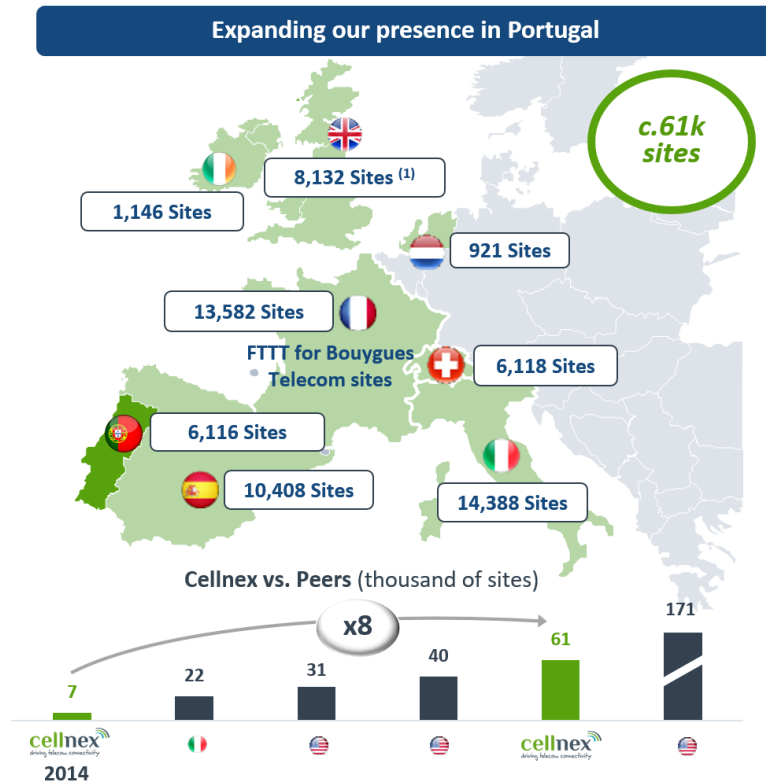 Expanding our presence in Portugal
c.61k
sites
8,132 Sites (1)
1,146 Sites
921 Sites
13,582 Sites
FTTT for Bouygues
Telecom sites
6,118 Sites
6,116 Sites
10,408 Sites
14,388 Sites
Cellnex vs. Peers (thousand of sites)
x8
7
22
31
40
61
171
cellnex
driving telecom connectivity
2014
cellnex
driving telecom connectivity